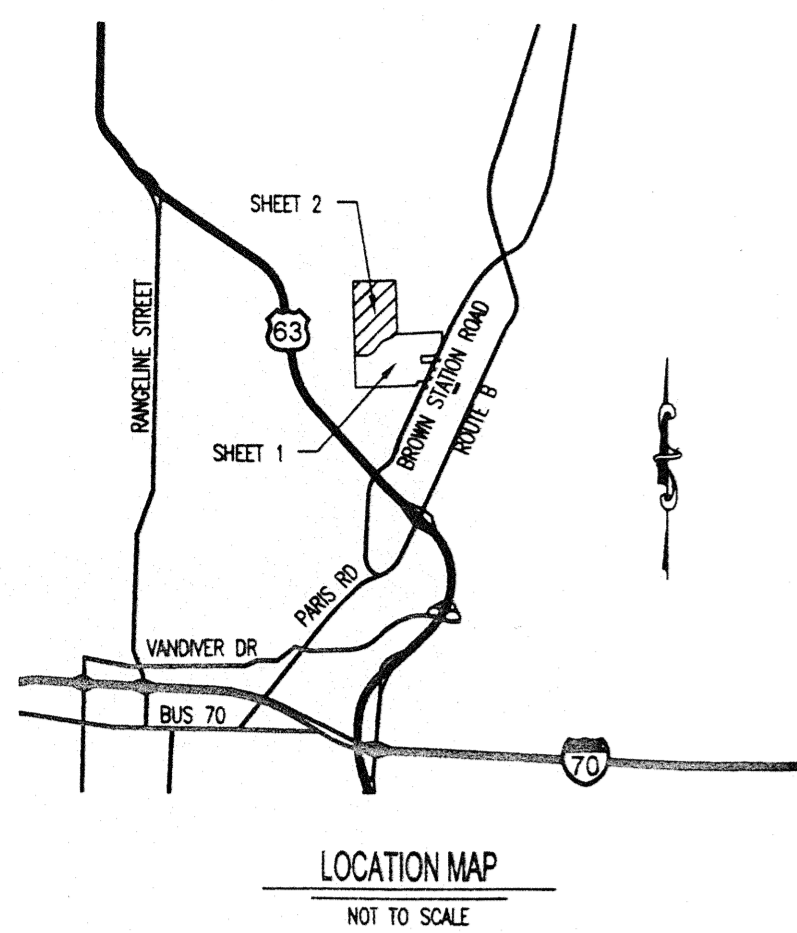 SHEET 2
RANGELINE STREET
63
BROWN STATION ROAD
ROUTE B
SHEET 1
PARIS RD
VANDIVER DR
BUS 70
70
LOCATION MAP
NOT TO SCALE